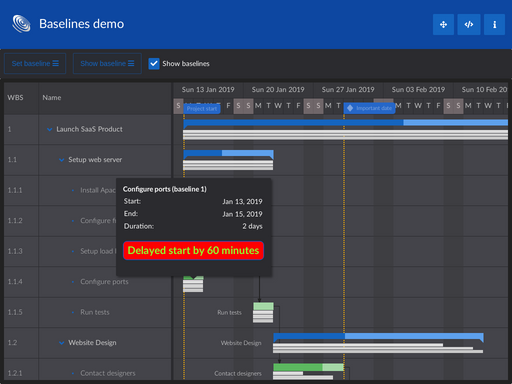 Baselines demo
Set baseline
Show baseline
Show baselines
WBS
Name
Sun 13 Jan 2019
Sun 20 Jan 2019
Sun 27 Jan 2019
Sun 03 Feb 2019
Sun 10 Feb 20
S
F S S M T W T F S S M T W
F S S M T W T F S S M T W T F
Project start
Important date
1
Launch SaaS Product
1.1
Setup web server
1.1.1
Install Apac
1.1.2
Configure f
1.1.3
Setup load
1.1.4
Configure ports
1.1.5
Run tests
Run tests
1.2
Website Design
Website Design
1.2.1
Contact designers
Contact designers
Configure ports (baseline 1)
Start:
Jan 13, 2019
End:
Jan 15, 2019
Duration:
2 days
Delayed start by 60 minutes